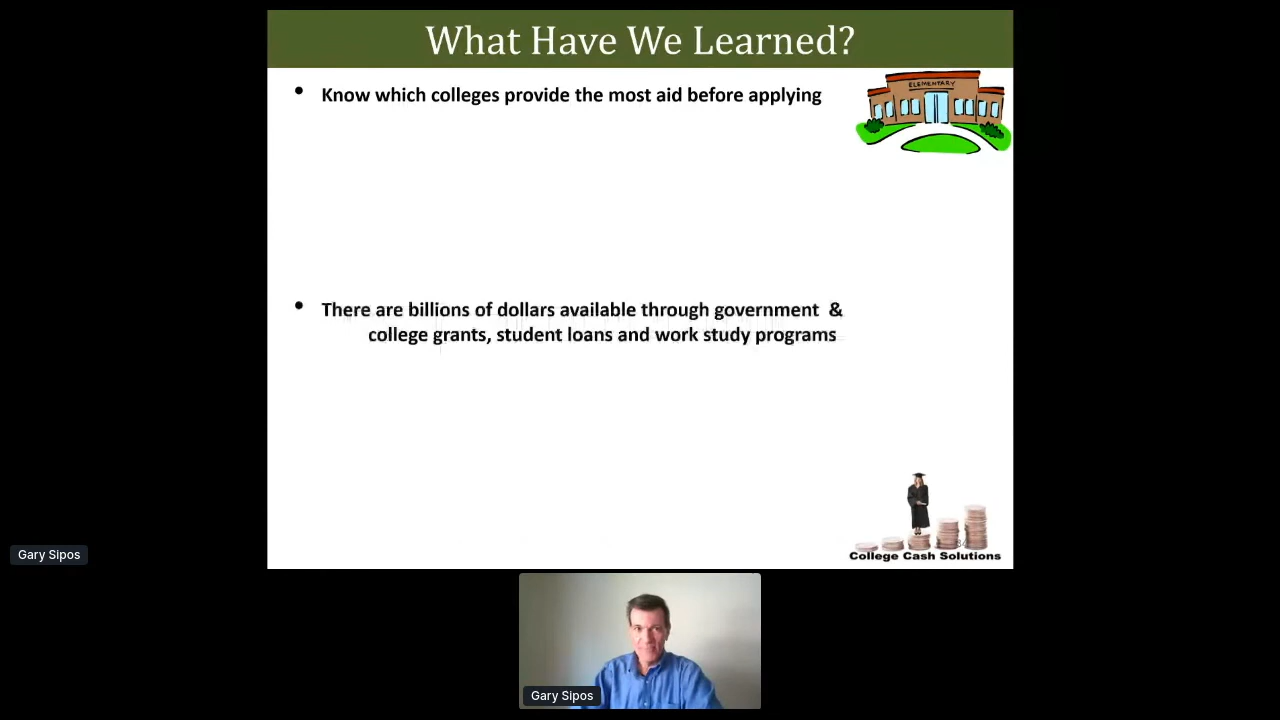 What Have We Learned?
• Know which colleges provide the most aid before applying
ELEMENTARY
• There are billions of dollars available through government &
college grants, student loans and work study programs
College Cash Solutions
Gary Sipos
Gary Sipos